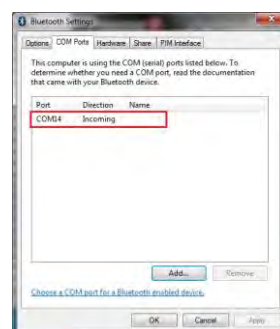 Bluetooth Settings
Options COM Ports Hardware Share PIM Interface
This computer is using the COM (serial) ports listed below. To
determine whether you need a COM port, read the documentation
that came with your Bluetooth device.
Port Direction Name
COM14 Incoming
Add... Remove
Choose a COM port for a Bluetooth enabled device.
OK Cancel Apply